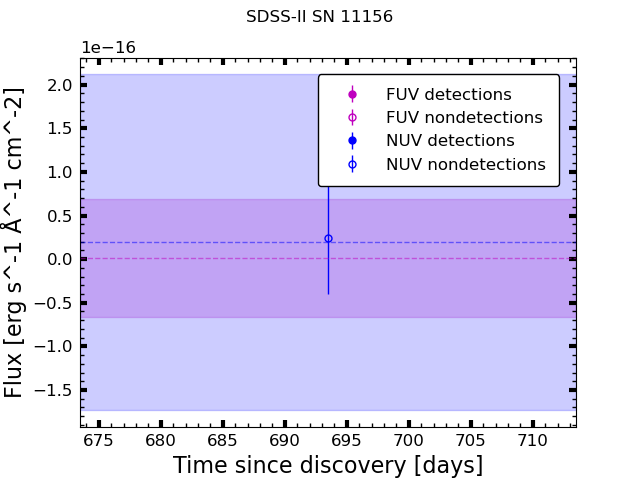 SDSS-II SN 11156
1e−16
FUV detections
FUV nondetections
NUV detections
NUV nondetections
2.0
1.5
1.0
0.5
0.0
−0.5
−1.0
−1.5
Flux [erg s^-1 Å^-1 cm^-2]
675 680 685 690 695 700 705 710
Time since discovery [days]